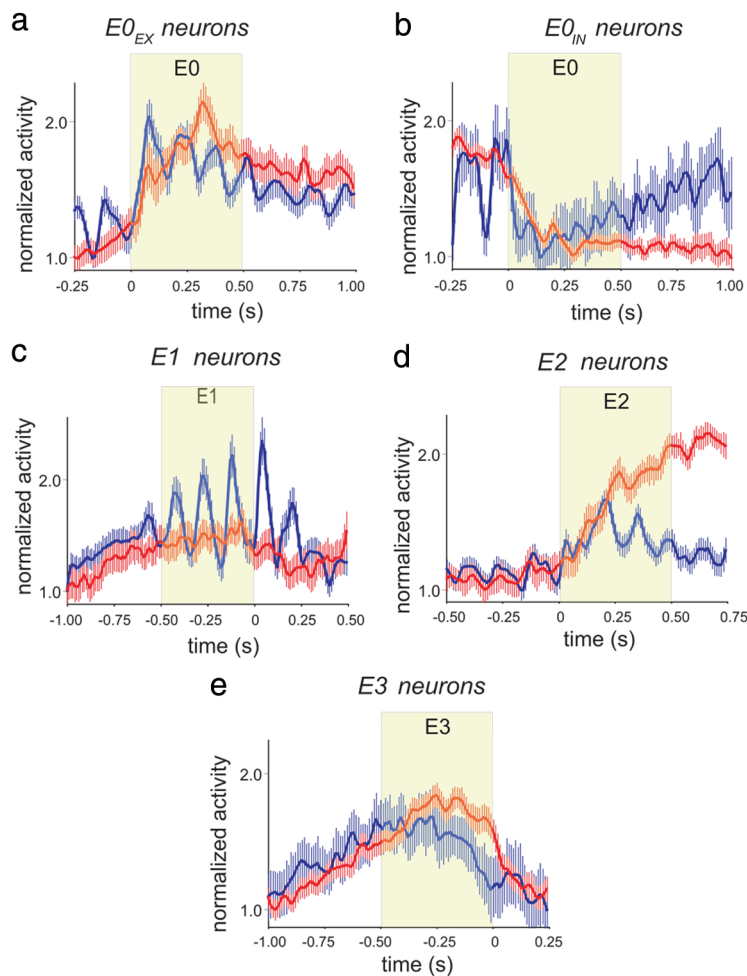 a
E0EX neurons
E0
normalized activity
2.0
1.0
-0.25 0 0.25 0.50 0.75 1.00
time (s)
b
E0IN neurons
E0
normalized activity
2.0
1.0
-0.25 0 0.25 0.50 0.75 1.00
time (s)
c
E1 neurons
E1
normalized activity
2.0
1.0
-1.00 -0.75 -0.50 -0.25 0 0.25 0.50
time (s)
d
E2 neurons
E2
normalized activity
2.0
1.0
-0.50 -0.25 0 0.25 0.50 0.75
time (s)
e
E3 neurons
E3
normalized activity
2.0
1.0
-1.00 -0.75 -0.50 -0.25 0 0.25
time (s)